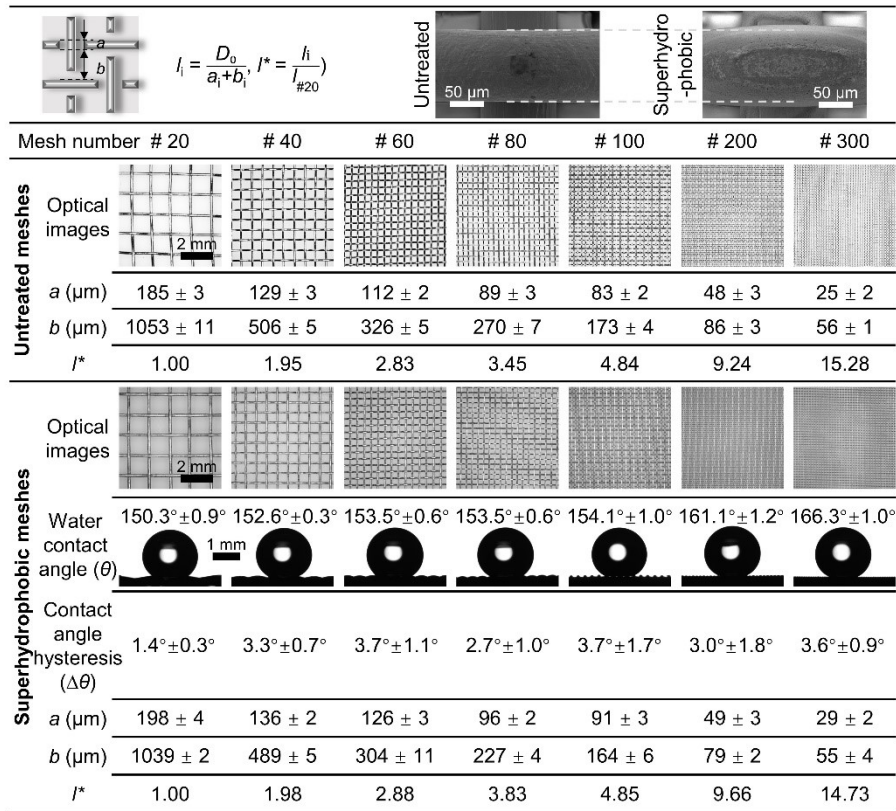 a
b
l_i = D_0 / (a_i+b_i), l* = l_i / l_#20)
Untreated
50 µm
Superhydro
-phobic
50 µm
Mesh number # 20 # 40 # 60 # 80 # 100 # 200 # 300
Untreated meshes
Optical
images
2 mm
a (µm) 185 ± 3 129 ± 3 112 ± 2 89 ± 3 83 ± 2 48 ± 3 25 ± 2
b (µm) 1053 ± 11 506 ± 5 326 ± 5 270 ± 7 173 ± 4 86 ± 3 56 ± 1
l* 1.00 1.95 2.83 3.45 4.84 9.24 15.28
Superhydrophobic meshes
Optical
images
2 mm
Water
contact
angle (θ)
150.3°±0.9° 152.6°±0.3° 153.5°±0.6° 153.5°±0.6° 154.1°±1.0° 161.1°±1.2° 166.3°±1.0°
1 mm
Contact
angle
hysteresis
(Δθ)
1.4°±0.3° 3.3°±0.7° 3.7°±1.1° 2.7°±1.0° 3.7°±1.7° 3.0°±1.8° 3.6°±0.9°
a (µm) 198 ± 4 136 ± 2 126 ± 3 96 ± 2 91 ± 3 49 ± 3 29 ± 2
b (µm) 1039 ± 2 489 ± 5 304 ± 11 227 ± 4 164 ± 6 79 ± 2 55 ± 4
l* 1.00 1.98 2.88 3.83 4.85 9.66 14.73